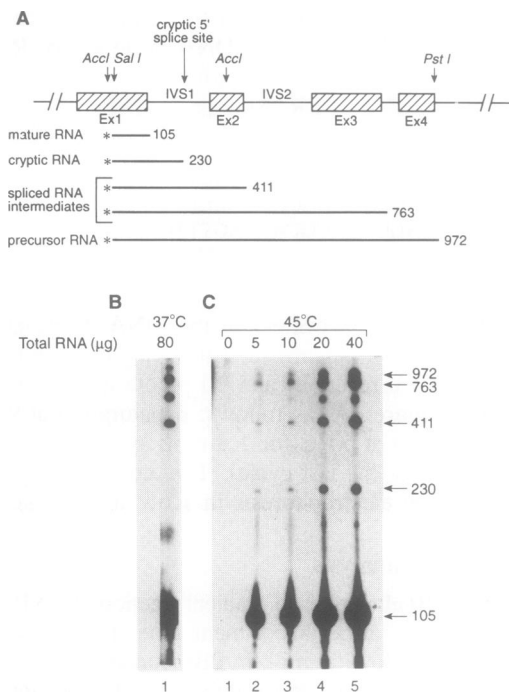 A
cryptic 5'
splice site
AccI Sal I
AccI
Pst I
IVS1
IVS2
Ex1
Ex2
Ex3
Ex4
mature RNA
* 105
cryptic RNA
* 230
spliced RNA
intermediates
* 411
* 763
precursor RNA
* 972
B
C
37°C
45°C
Total RNA (µg)
80
0 5 10 20 40
972
763
411
230
105
1
1 2 3 4 5